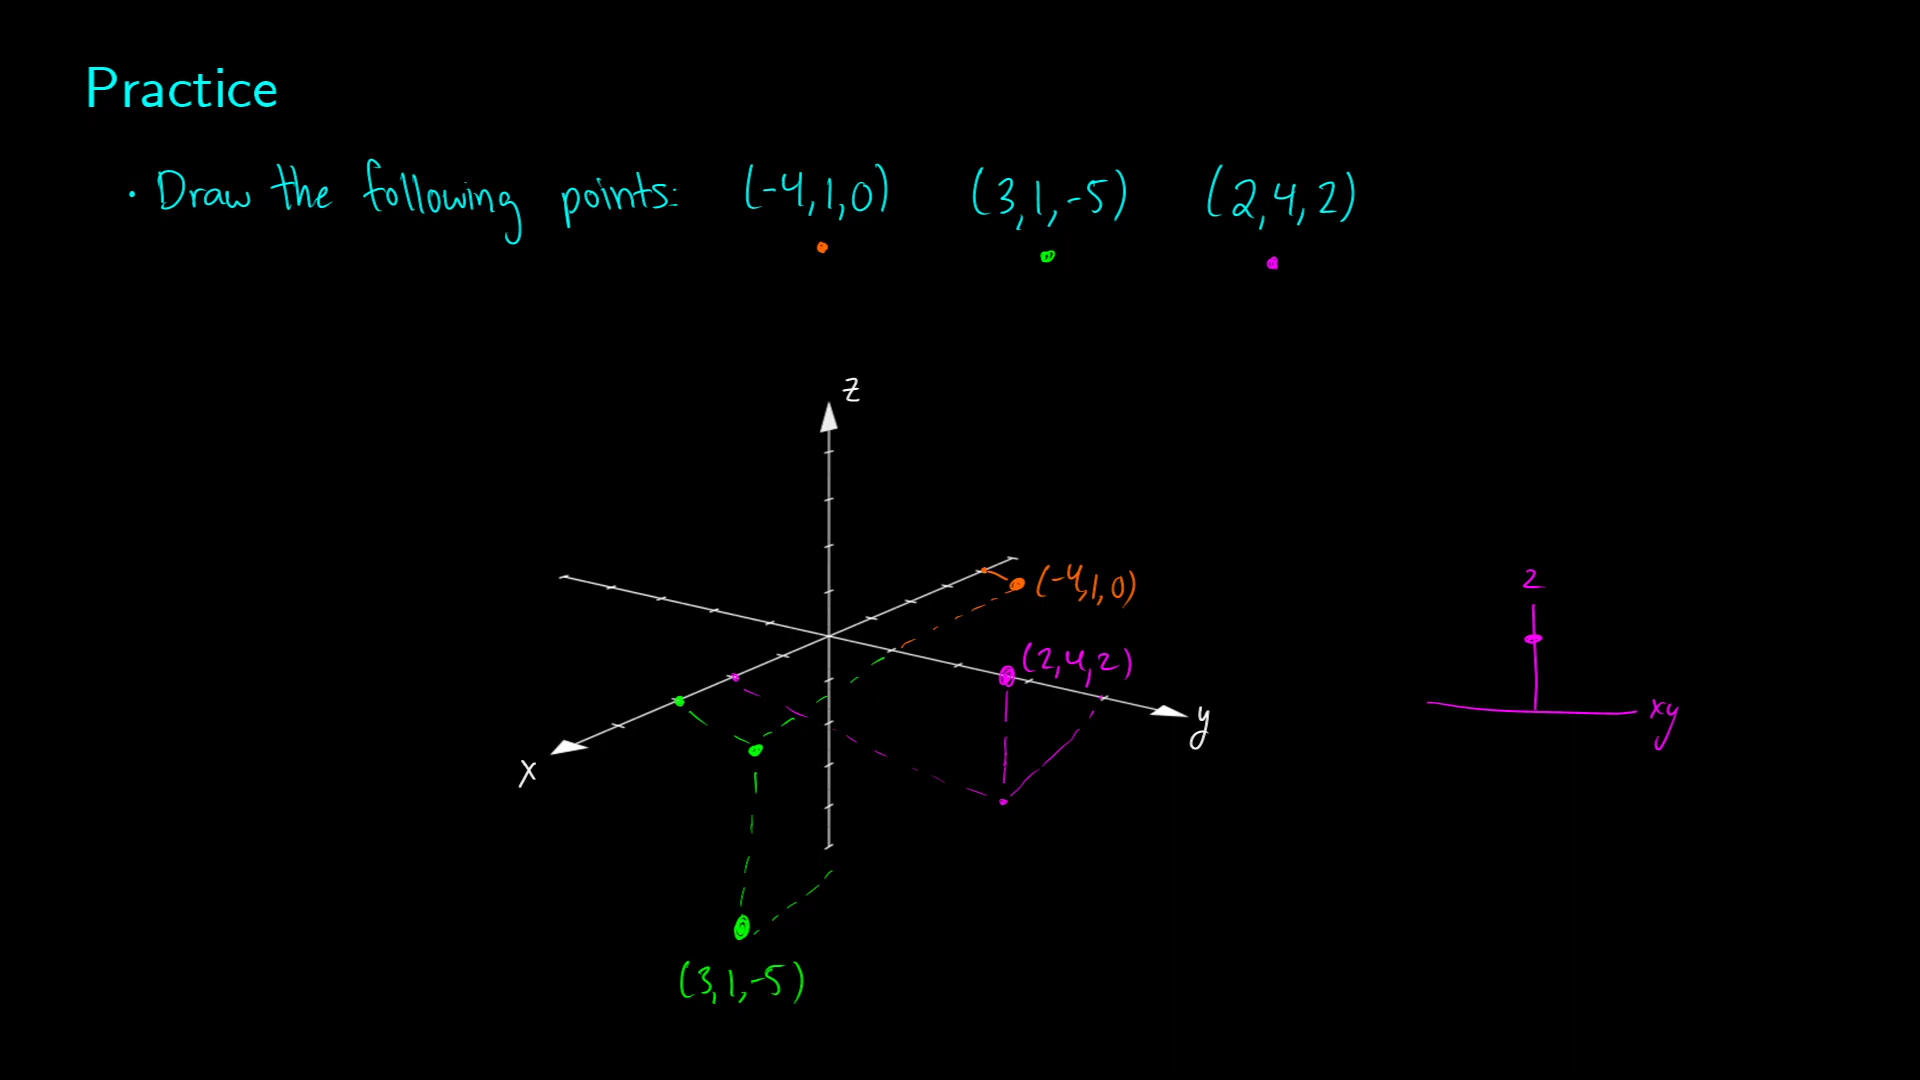 Practice
• Draw the following points: (-4,1,0) (3,1,-5) (2,4,2)
z
(-4,1,0)
(2,4,2)
y
x
(3,1,-5)
z
xy